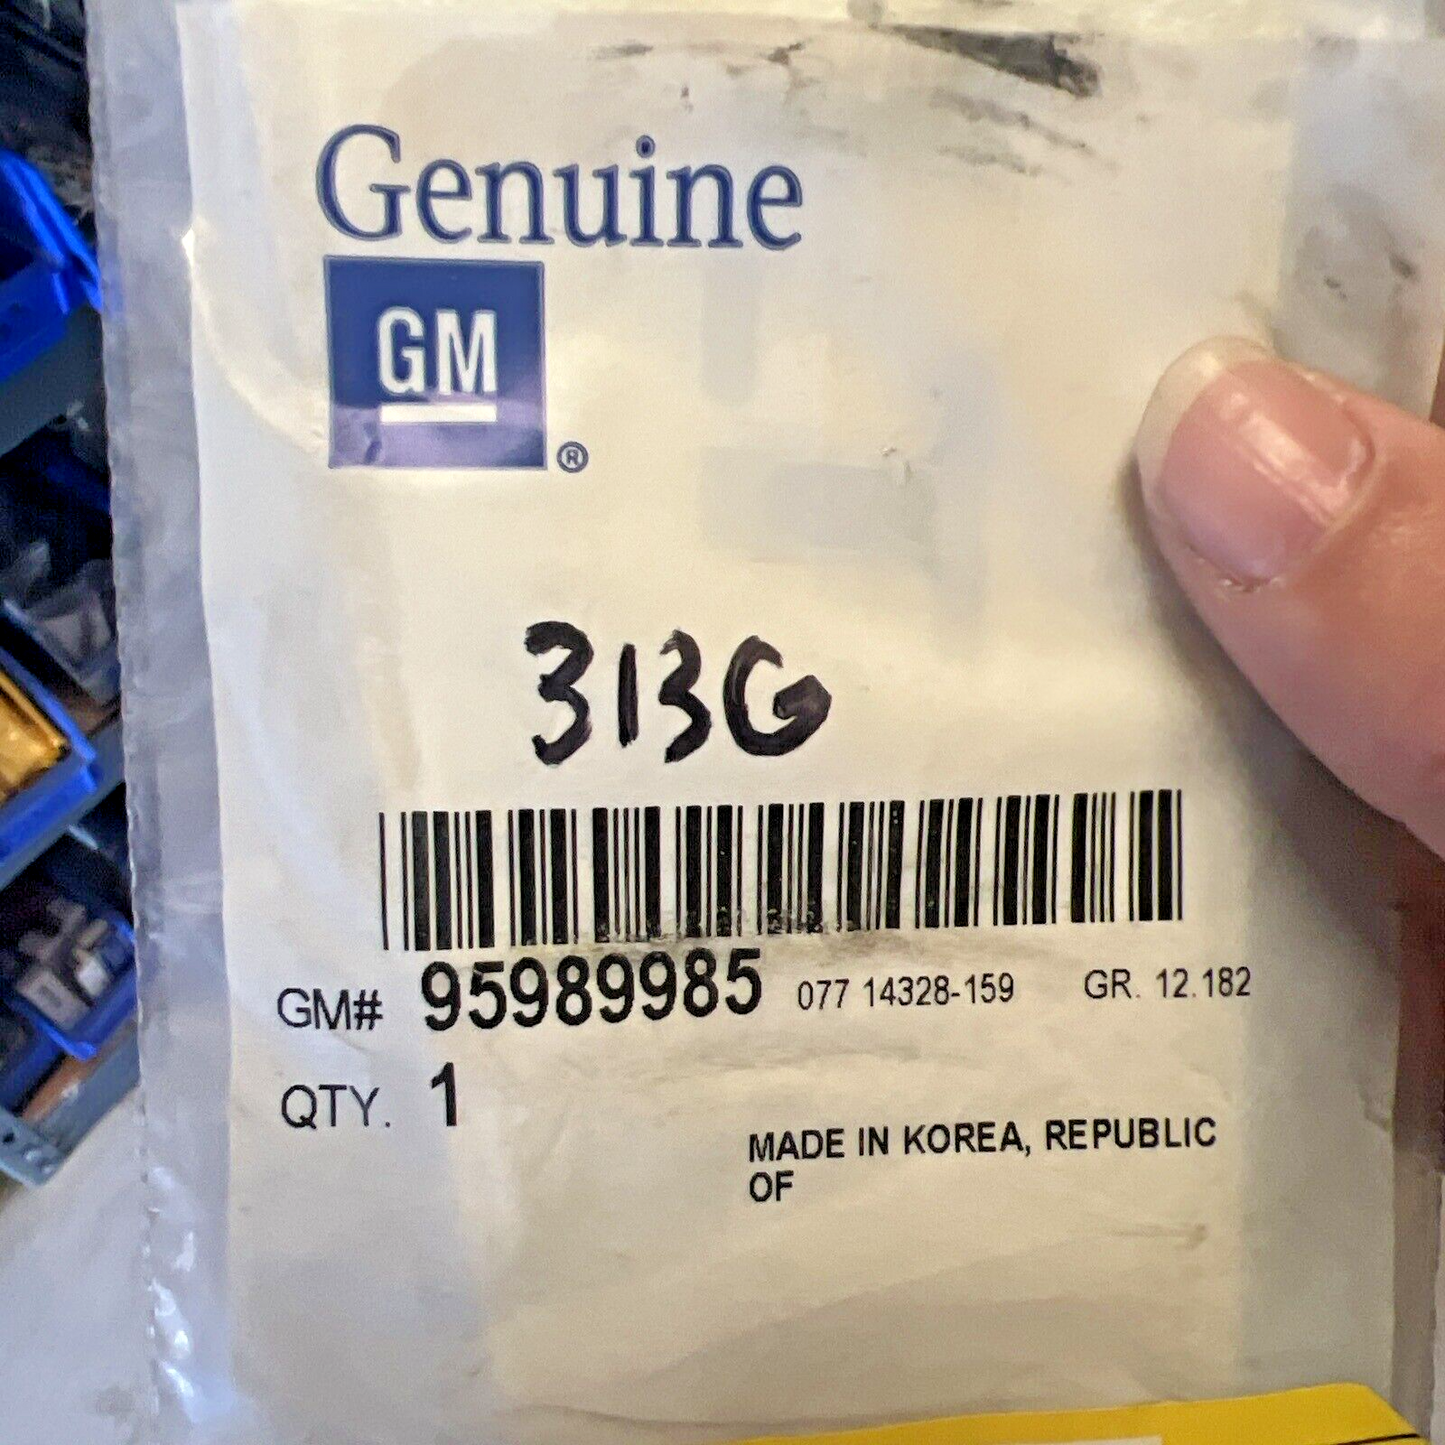 Genuine
GM
®
313G
GM# 95989985 077 14328-159 GR. 12.182
QTY. 1
MADE IN KOREA, REPUBLIC
OF